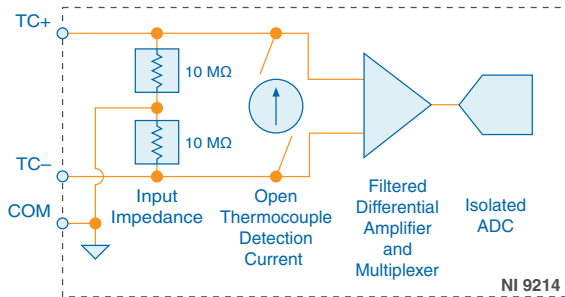 TC+
10 MΩ
10 MΩ
TC–
COM
Input
Impedance
Open
Thermocouple
Detection
Current
Filtered
Differential
Amplifier
and
Multiplexer
Isolated
ADC
NI 9214